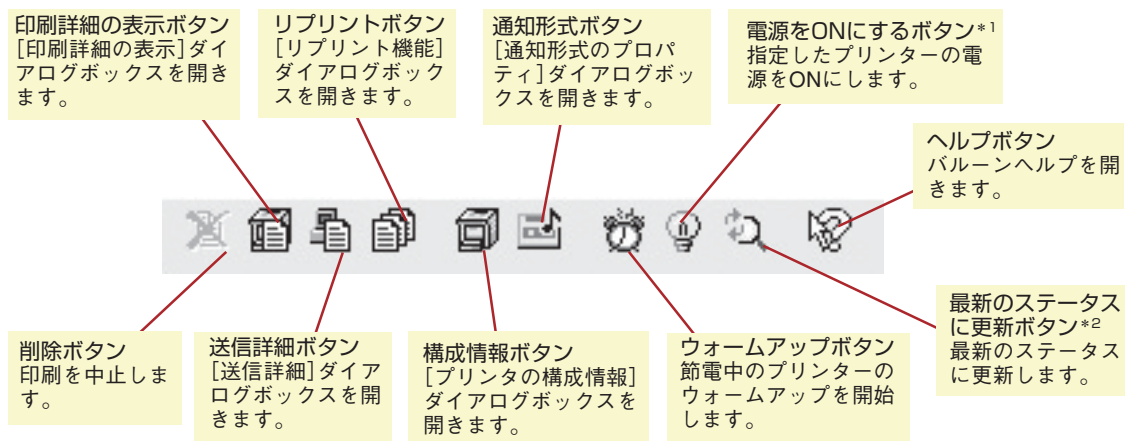 印刷詳細の表示ボタン
[印刷詳細の表示]ダイ
アログボックスを開き
ます。
リプリントボタン
[リプリント機能]
ダイアログボック
スを開きます。
通知形式ボタン
[通知形式のプロパ
ティ]ダイアログボッ
クスを開きます。
電源をONにするボタン*1
指定したプリンターの電
源をONにします。
ヘルプボタン
バルーンヘルプを開
きます。
削除ボタン
印刷を中止しま
す。
送信詳細ボタン
[送信詳細]ダイア
ログボックスを開
きます。
構成情報ボタン
[プリンタの構成情報]
ダイアログボックスを
開きます。
ウォームアップボタン
節電中のプリンターの
ウォームアップを開始
します。
最新のステータス
に更新ボタン*2
最新のステータス
に更新します。